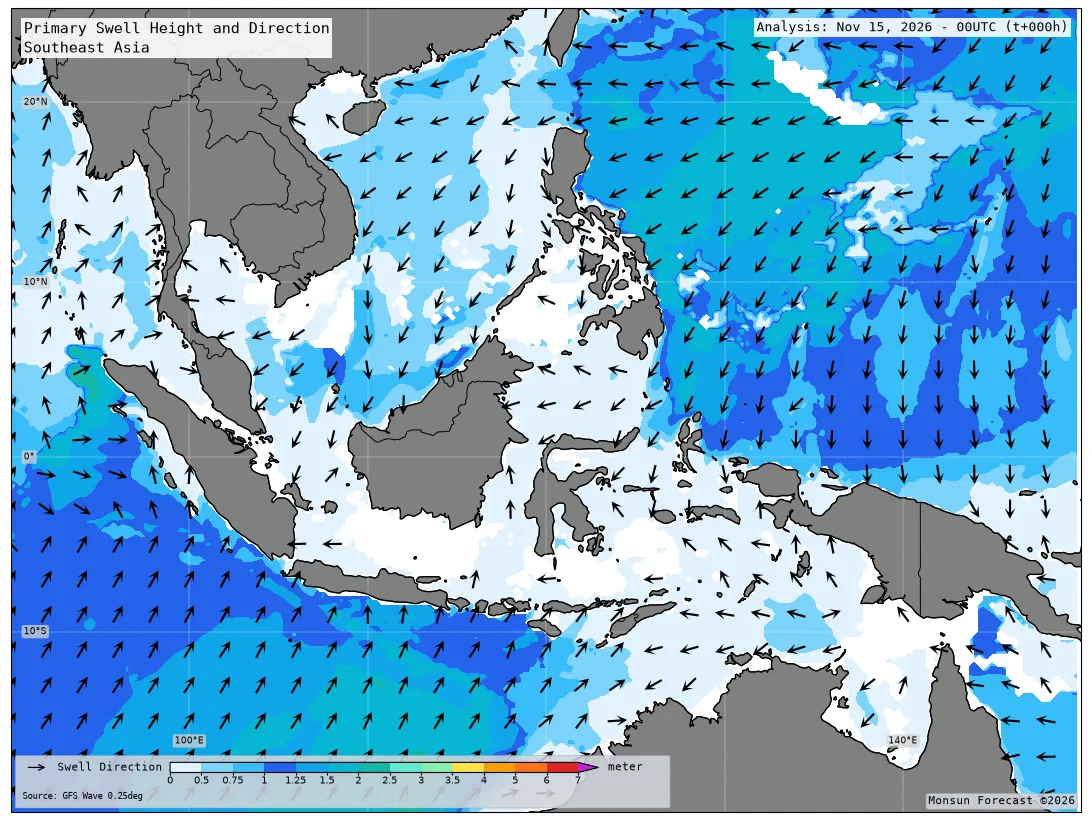 Primary Swell Height and Direction
Southeast Asia
Analysis: Nov 15, 2026 - 00UTC (t+000h)
20°N
10°N
0°
10°S
100°E
140°E
Swell Direction
meter
0 0.5 0.75 1 1.25 1.5 2 2.5 3 3.5 4 5 6 7
Source: GFS Wave 0.25deg
Monsun Forecast ©2026